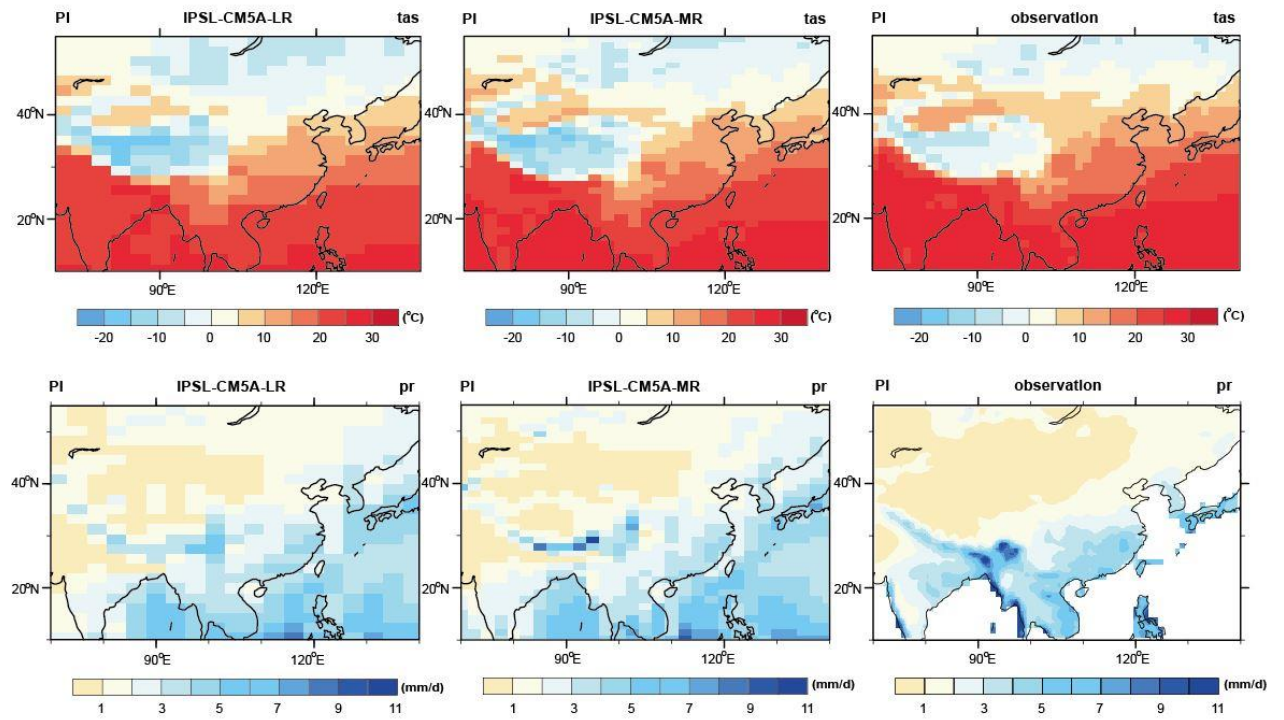 PI IPSL-CM5A-LR tas
PI IPSL-CM5A-MR tas
PI observation tas
40°N
20°N
90°E 120°E
40°N
20°N
90°E 120°E
40°N
20°N
90°E 120°E
-20 -10 0 10 20 30 (°C)
-20 -10 0 10 20 30 (°C)
-20 -10 0 10 20 30 (°C)
PI IPSL-CM5A-LR pr
PI IPSL-CM5A-MR pr
PI observation pr
40°N
20°N
90°E 120°E
40°N
20°N
90°E 120°E
40°N
20°N
90°E 120°E
1 3 5 7 9 11 (mm/d)
1 3 5 7 9 11 (mm/d)
1 3 5 7 9 11 (mm/d)